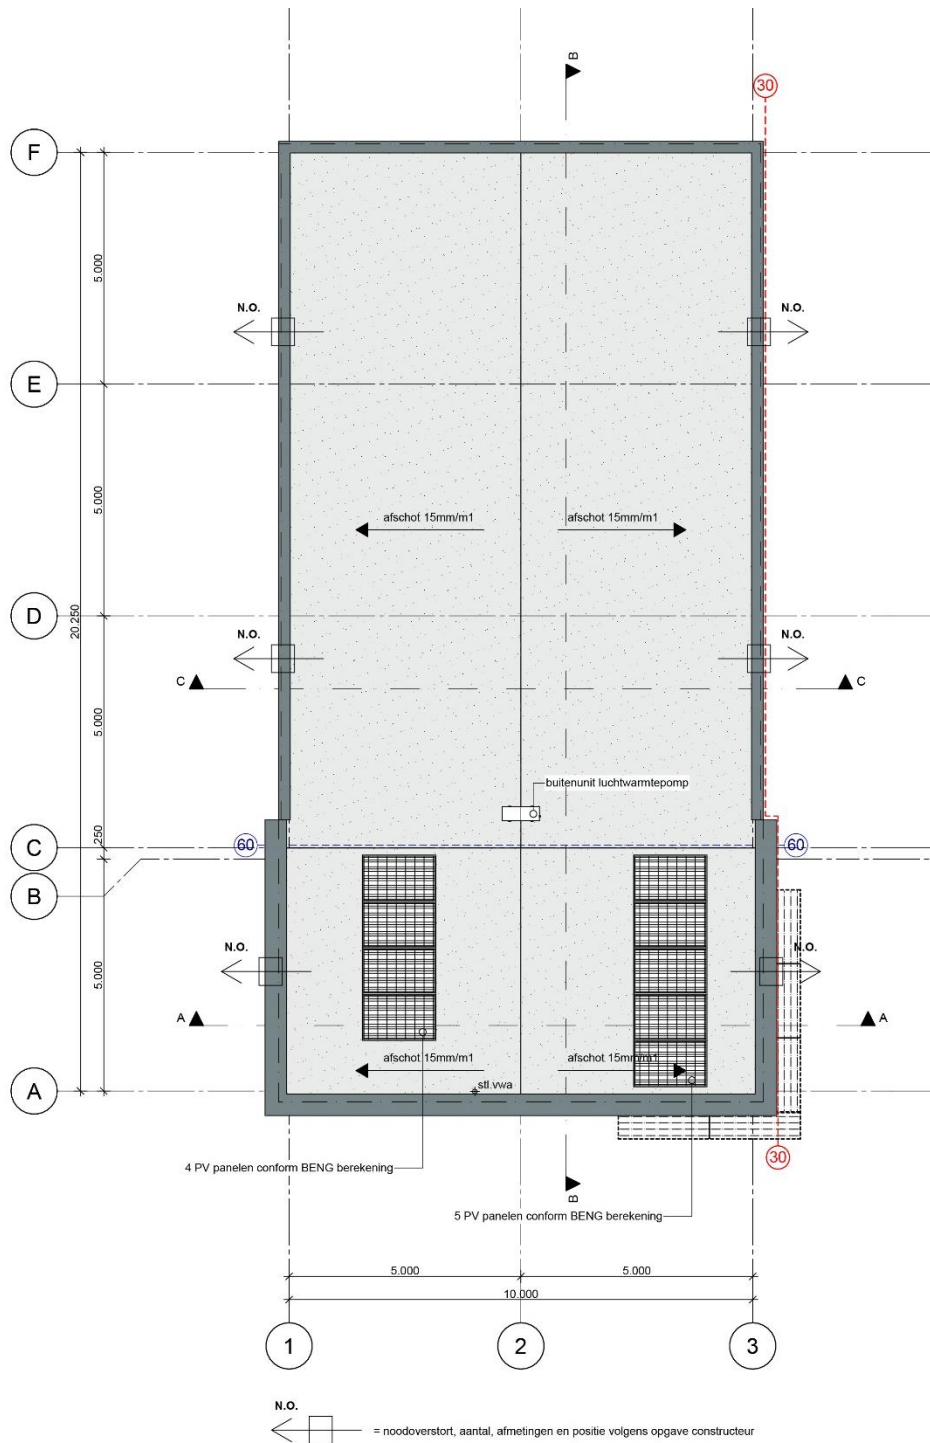 B
30
F
5.000
N.O.
N.O.
E
5.000
afschot 15mm/m1
afschot 15mm/m1
D
20.250
N.O.
N.O.
C
C
5.000
buitenunit luchtwarmtepomp
,250
C
60
60
B
N.O.
N.O.
5.000
A
A
afschot 15mm/m1
afschot 15mm/m1
A
stl.vwa
4 PV panelen conform BENG berekening
30
B
5 PV panelen conform BENG berekening
5.000
5.000
10.000
1
2
3
N.O.
= noodoverstort, aantal, afmetingen en positie volgens opgave constructeur